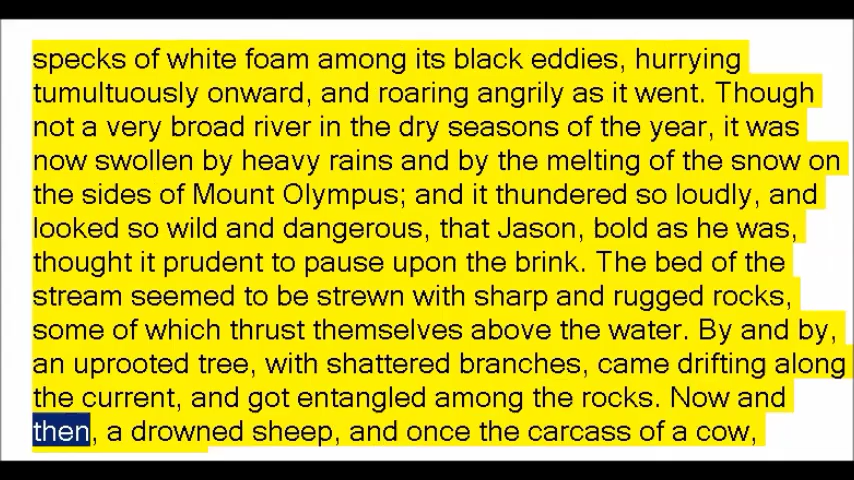 specks of white foam among its black eddies, hurrying
tumultuously onward, and roaring angrily as it went. Though
not a very broad river in the dry seasons of the year, it was
now swollen by heavy rains and by the melting of the snow on
the sides of Mount Olympus; and it thundered so loudly, and
looked so wild and dangerous, that Jason, bold as he was,
thought it prudent to pause upon the brink. The bed of the
stream seemed to be strewn with sharp and rugged rocks,
some of which thrust themselves above the water. By and by,
an uprooted tree, with shattered branches, came drifting along
the current, and got entangled among the rocks. Now and
then, a drowned sheep, and once the carcass of a cow,